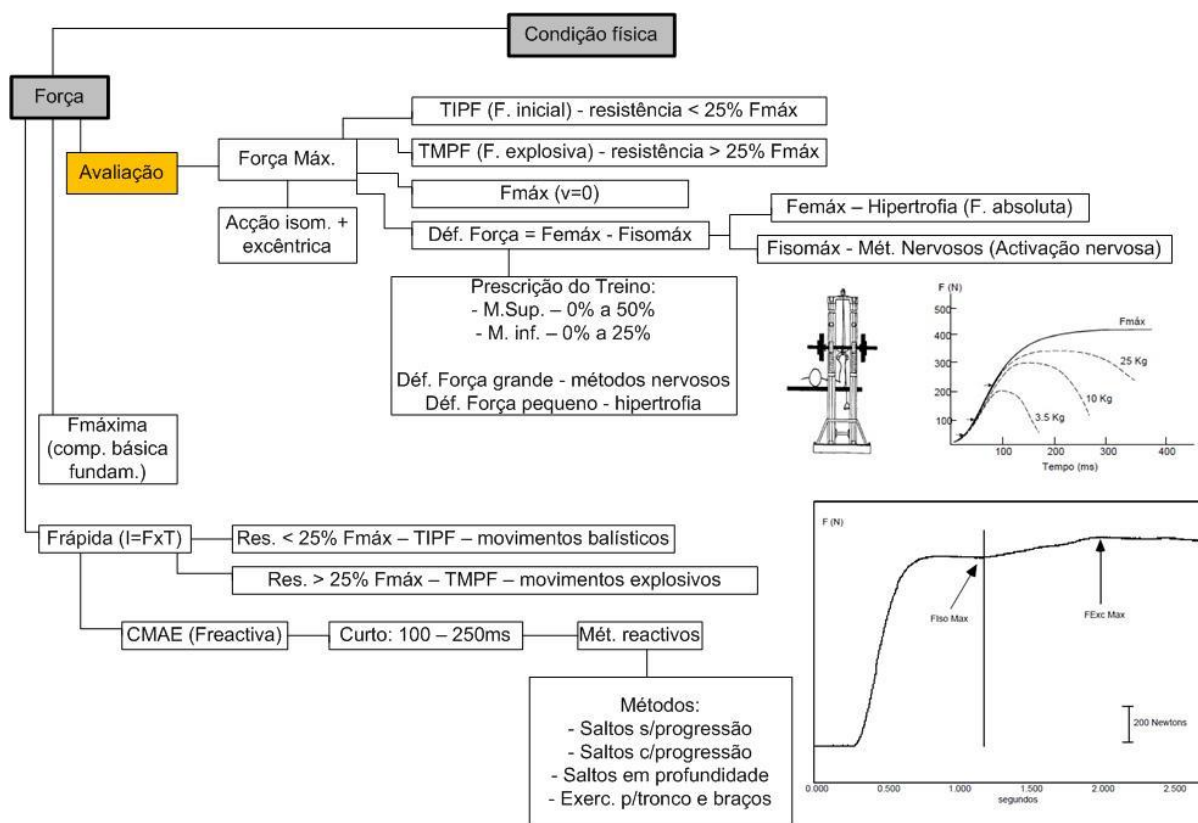 Condição física
Força
Avaliação
Força Máx.
Acção isom. +
excêntrica
TIPF (F. inicial) - resistência < 25% Fmáx
TMPF (F. explosiva) - resistência > 25% Fmáx
Fmáx (v=0)
Déf. Força = Femáx - Fisomáx
Femáx – Hipertrofia (F. absoluta)
Fisomáx - Mét. Nervosos (Activação nervosa)
Prescrição do Treino:
- M.Sup. – 0% a 50%
- M. inf. – 0% a 25%
Déf. Força grande - métodos nervosos
Déf. Força pequeno - hipertrofia
F (N)
500
400
300
200
100
Fmáx
25 Kg
10 Kg
3.5 Kg
100 200 300 400
Tempo (ms)
Fmáxima
(comp. básica
fundam.)
Frápida (I=FxT)
Res. < 25% Fmáx – TIPF – movimentos balísticos
Res. > 25% Fmáx – TMPF – movimentos explosivos
CMAE (Freactiva)
Curto: 100 – 250ms
Mét. reactivos
Métodos:
- Saltos s/progressão
- Saltos c/progressão
- Saltos em profundidade
- Exerc. p/tronco e braços
F (N)
FIso Max
FExc Max
200 Newtons
0.000 0.500 1.000 1.500 2.000 2.500
segundos